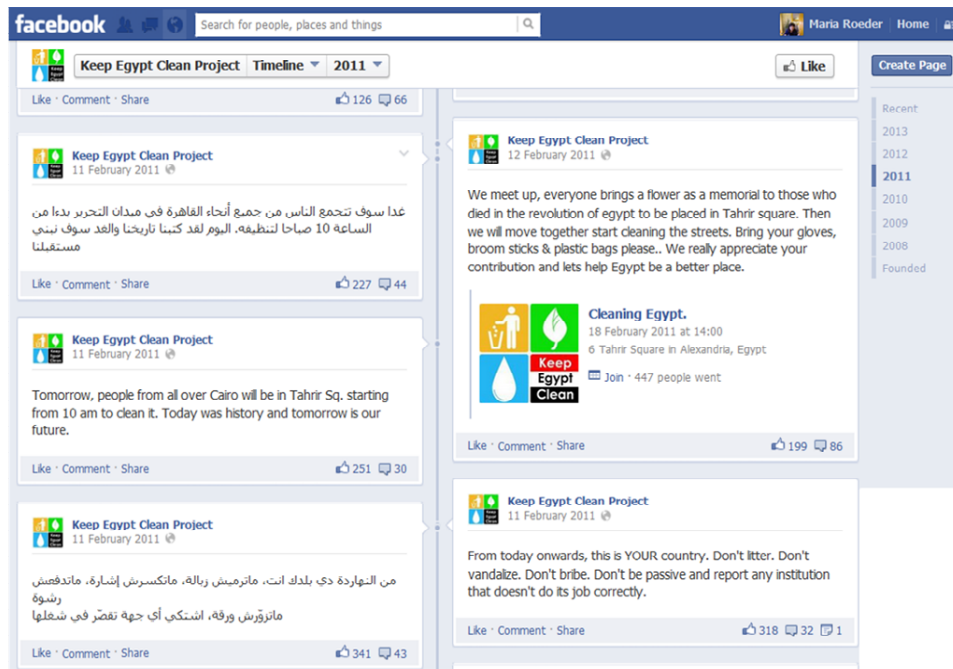 facebook
Search for people, places and things
Maria Roeder Home
Keep Egypt Clean Project Timeline 2011
Like
Create Page
Recent
2013
2012
2011
2010
2009
2008
Founded
Like · Comment · Share 126 66
Keep Egypt Clean Project
11 February 2011
غدا سوف تتجمع الناس من جميع أنحاء القاهرة في ميدان التحرير بدءا من
الساعة 10 صباحا لتنظيفه. اليوم لقد كتبنا تاريخنا والغد سوف نبني
مستقبلنا
Like · Comment · Share 227 44
Keep Egypt Clean Project
11 February 2011
Tomorrow, people from all over Cairo will be in Tahrir Sq. starting
from 10 am to clean it. Today was history and tomorrow is our
future.
Like · Comment · Share 251 30
Keep Egypt Clean Project
11 February 2011
من النهاردة دي بلدك انت، ماترميش زبالة، ماتكسرش إشارة، ماتدفعش
رشوة
ماتزوّرش ورقة، اشتكي أي جهة تقصّر في شغلها
Like · Comment · Share 341 43
Keep Egypt Clean Project
12 February 2011
We meet up, everyone brings a flower as a memorial to those who
died in the revolution of egypt to be placed in Tahrir square. Then
we will move together start cleaning the streets. Bring your gloves,
broom sticks & plastic bags please.. We really appreciate your
contribution and lets help Egypt be a better place.
Keep
Egypt
Clean
Cleaning Egypt.
18 February 2011 at 14:00
6 Tahrir Square in Alexandria, Egypt
Join · 447 people went
Like · Comment · Share 199 86
Keep Egypt Clean Project
11 February 2011
From today onwards, this is YOUR country. Don't litter. Don't
vandalize. Don't bribe. Don't be passive and report any institution
that doesn't do its job correctly.
Like · Comment · Share 318 32 1